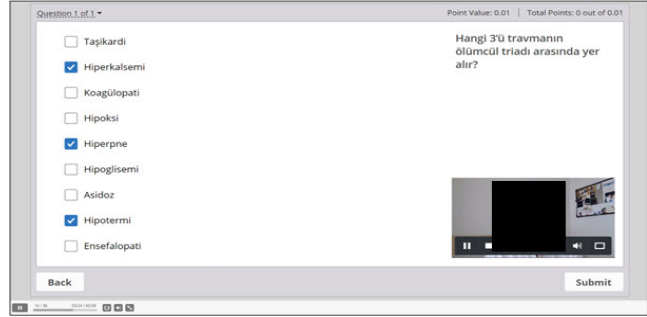 Question 1 of 1
Point Value: 0.01 | Total Points: 0 out of 0.01
Taşikardi
Hiperkalsemi
Koagülopati
Hipoksi
Hiperpne
Hipoglisemi
Asidoz
Hipotermi
Ensefalopati
Hangi 3'ü travmanın
ölümcül triadı arasında yer
alır?
Back
Submit